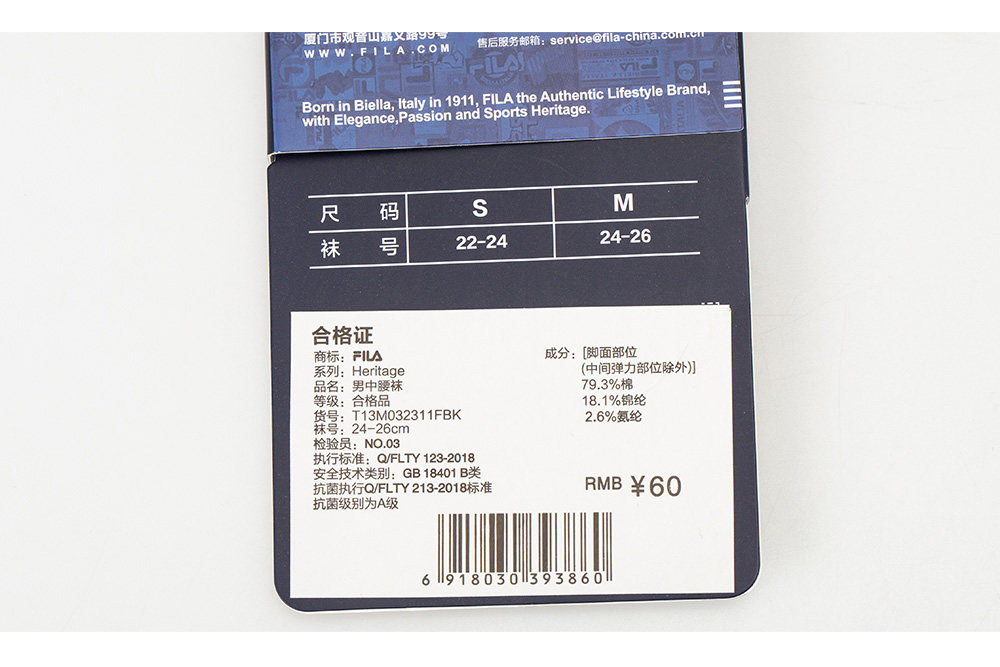 厦门市观音山嘉义路99号
WWW.FILA.COM
售后服务邮箱：service@fila-china.com.cn
Born in Biella, Italy in 1911, FILA the Authentic Lifestyle Brand,
with Elegance,Passion and Sports Heritage.
尺 码 S M
袜 号 22-24 24-26
合格证
商标：FILA
系列：Heritage
品名：男中腰袜
等级：合格品
货号：T13M032311FBK
袜号：24-26cm
检验员：NO.03
执行标准：Q/FLTY 123-2018
安全技术类别：GB 18401 B类
抗菌执行Q/FLTY 213-2018标准
抗菌级别为A级
成分：[脚面部位
(中间弹力部位除外)]
79.3%棉
18.1%锦纶
2.6%氨纶
RMB ¥60
6 918030 393860